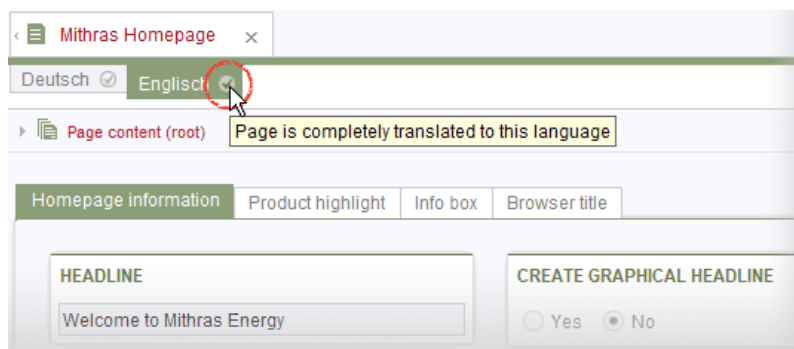 Mithras Homepage
Deutsch Englisch
Page content (root) Page is completely translated to this language
Homepage information Product highlight Info box Browser title
HEADLINE CREATE GRAPHICAL HEADLINE
Welcome to Mithras Energy Yes No